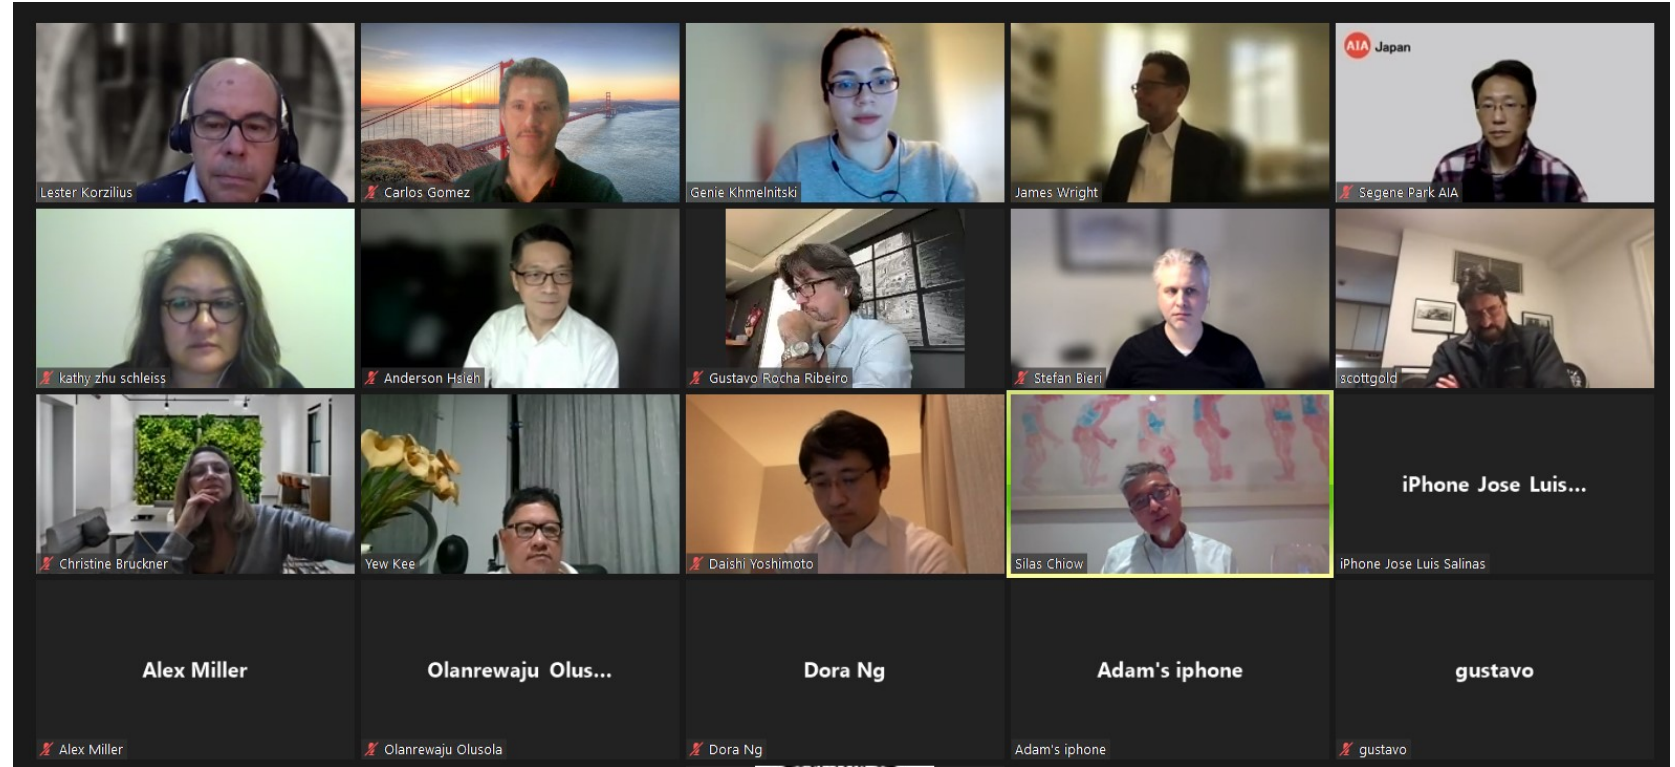 Lester Korzilius
Carlos Gomez
Genie Khmelnitski
James Wright
AIA Japan
Segene Park AIA
kathy zhu schleiss
Anderson Hsieh
Gustavo Rocha Ribeiro
Stefan Bieri
scottgold
Christine Bruckner
Yew Kee
Daishi Yoshimoto
Silas Chiow
iPhone Jose Luis...
iPhone Jose Luis Salinas
Alex Miller
Olanrewaju Olus...
Dora Ng
Adam's iphone
gustavo
Alex Miller
Olanrewaju Olusola
Dora Ng
Adam's iphone
gustavo